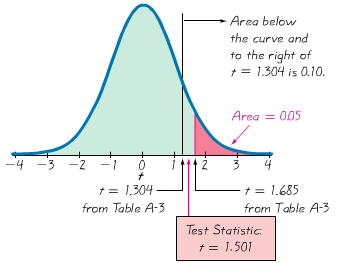 Area below
the curve and
to the right of
t = 1.304 is 0.10.
Area = 0.05
−4 −3 −2 −1 0 1 2 3 4
t
t = 1.304
from Table A-3
t = 1.685
from Table A-3
Test Statistic:
t = 1.501